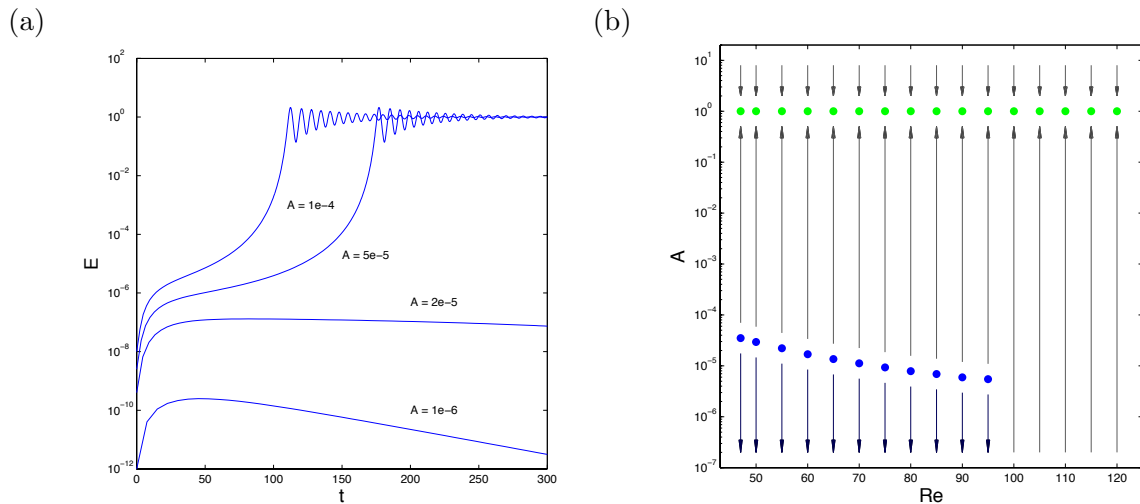 (a)
10^2
10^0
10^−2
10^−4
10^−6
10^−8
10^−10
10^−12
E
A = 1e−4
A = 5e−5
A = 2e−5
A = 1e−6
0 50 100 150 200 250 300
t
(b)
10^1
10^0
10^−1
10^−2
10^−3
10^−4
10^−5
10^−6
10^−7
A
50 60 70 80 90 100 110 120
Re